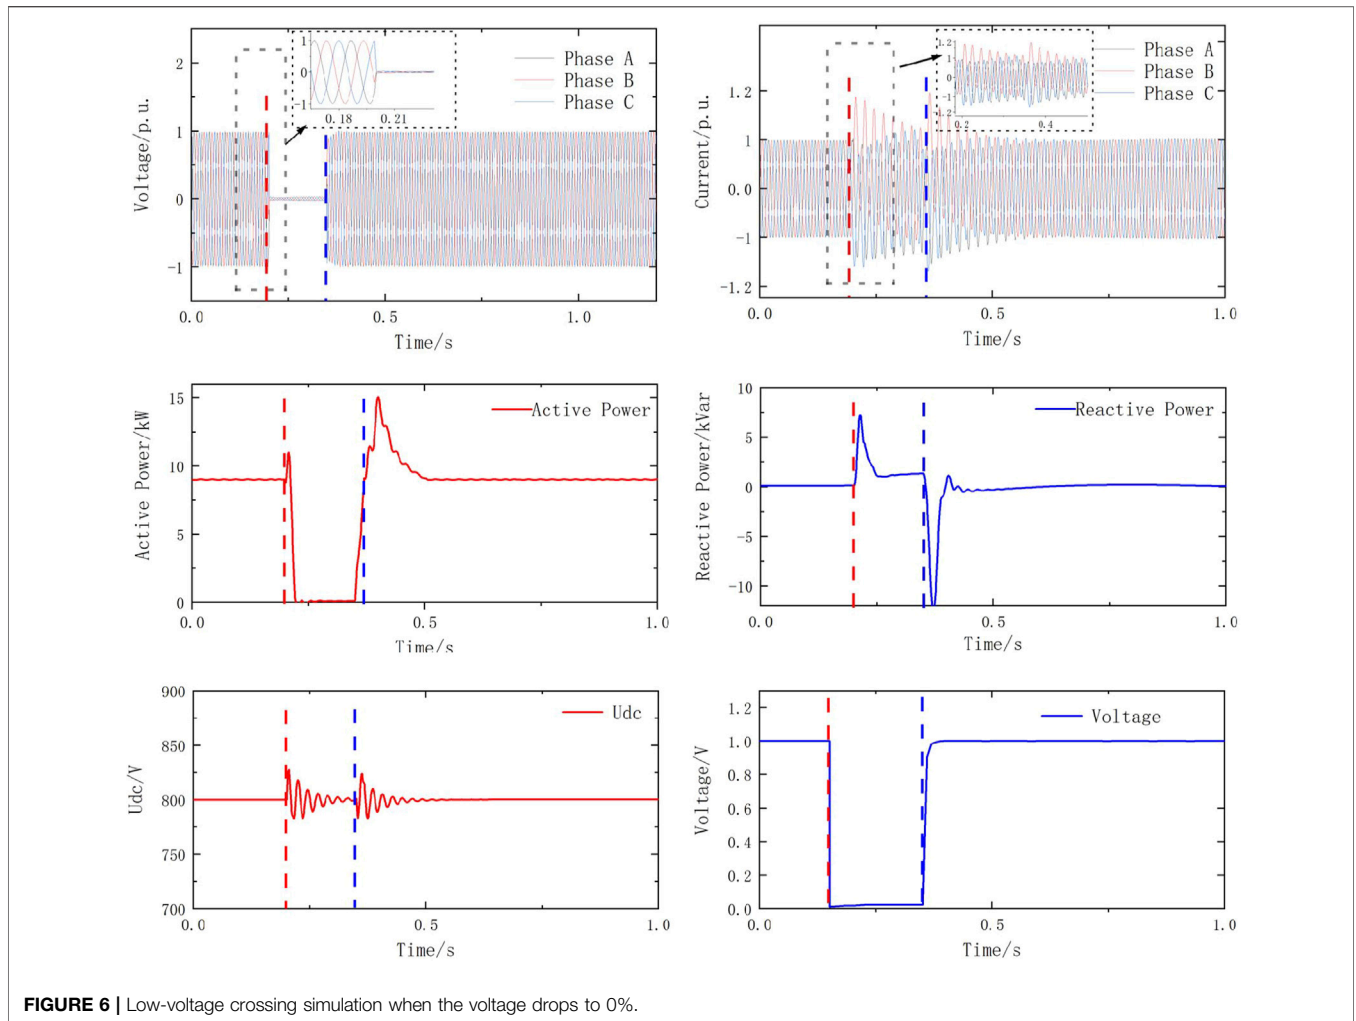 Voltage/p.u.
2
1
0
-1
0.0
0.5
1.0
Time/s
Phase A
Phase B
Phase C
1
0
-1
0.18
0.21
Current/p.u.
1.2
1
0.0
-1
-1.2
0.0
0.5
1.0
Time/s
Phase A
Phase B
Phase C
1.2
1
0
-1
1.2
0.2
0.4
Active Power/kW
15
10
5
0
0.0
0.5
1.0
Time/s
Active Power
Reactive Power/kVar
10
5
0
-5
-10
0.0
0.5
1.0
Time/s
Reactive Power
Udc/V
900
850
800
750
700
0.0
0.5
1.0
Time/s
Udc
Voltage/V
1.2
1.0
0.8
0.6
0.4
0.2
0.0
0.0
0.5
1.0
Time/s
Voltage
FIGURE 6 | Low-voltage crossing simulation when the voltage drops to 0%.